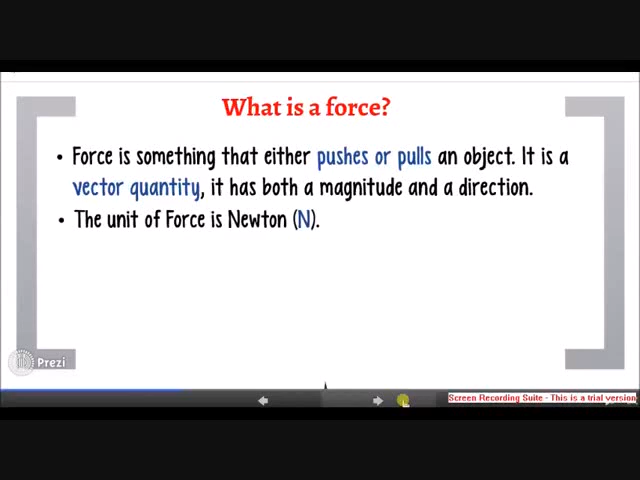 What is a force?
• Force is something that either pushes or pulls an object. It is a
vector quantity, it has both a magnitude and a direction.
• The unit of Force is Newton (N).
Prezi
Screen Recording Suite - This is a trial version